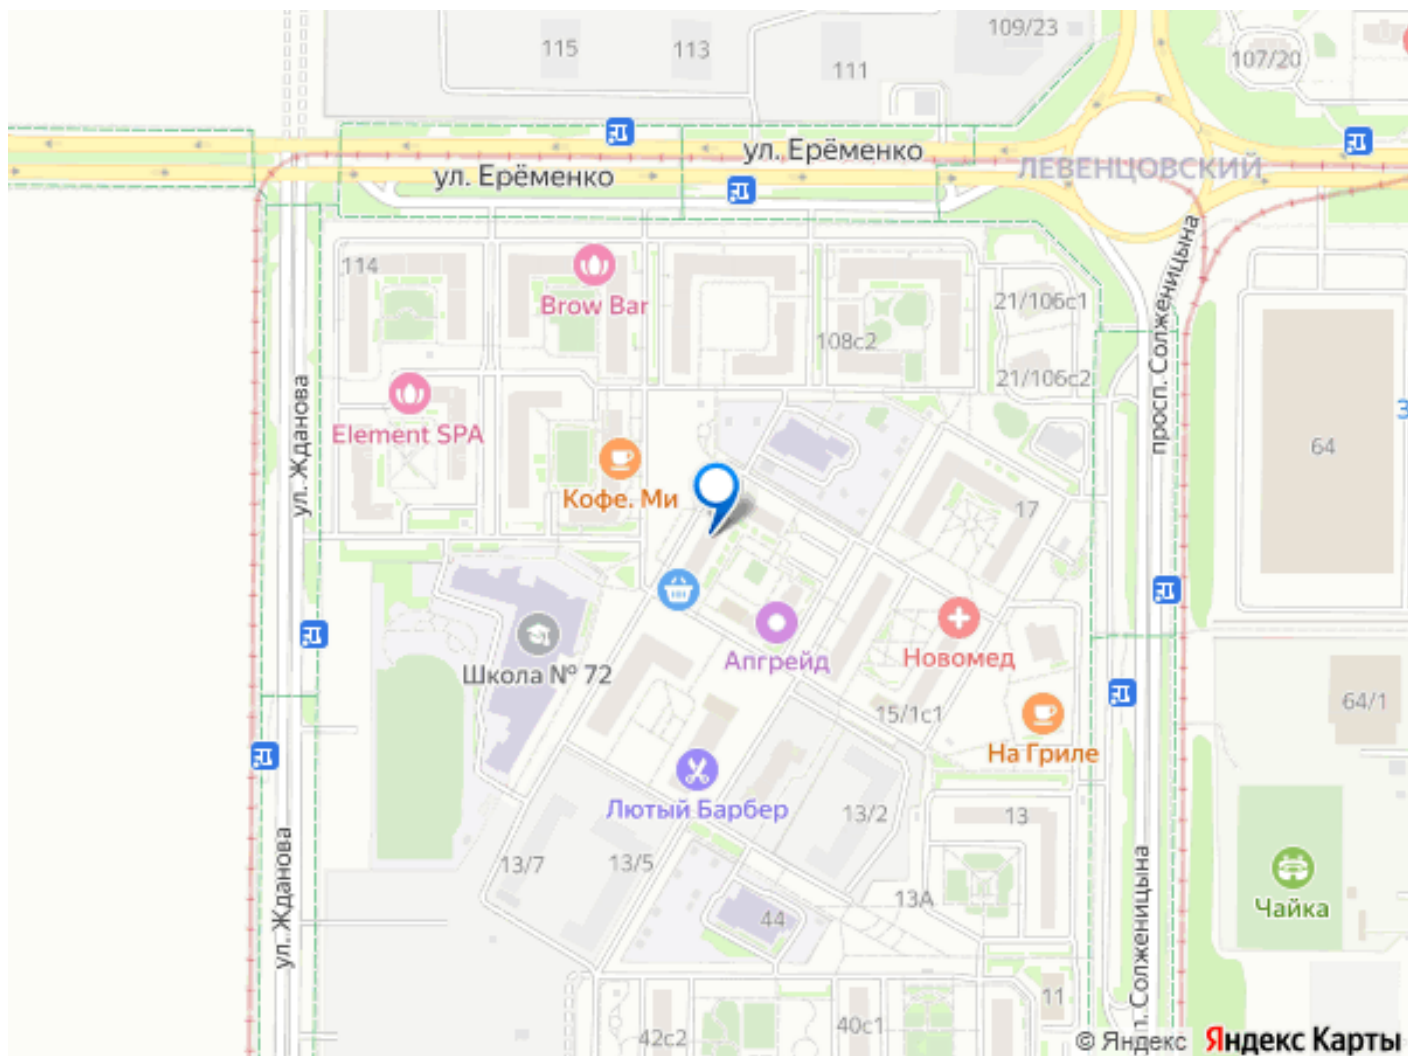 109/23
115
113
111
107/20
ул. Ерёменко
ул. Ерёменко
ЛЕВЕНЦОВСКИЙ
114
Brow Bar
21/106с1
108с2
21/106с2
просп. Солженицына
ул. Жданова
Element SPA
З
64
Кофе. Ми
17
Школа № 72
Апгрейд
Новомед
15/1с1
64/1
На Гриле
Лютый Барбер
13/2
13
13/7
13/5
13А
44
Чайка
ул. Жданова
п. Солженицына
42с2
40с1
11
© Яндекс Яндекс Карты